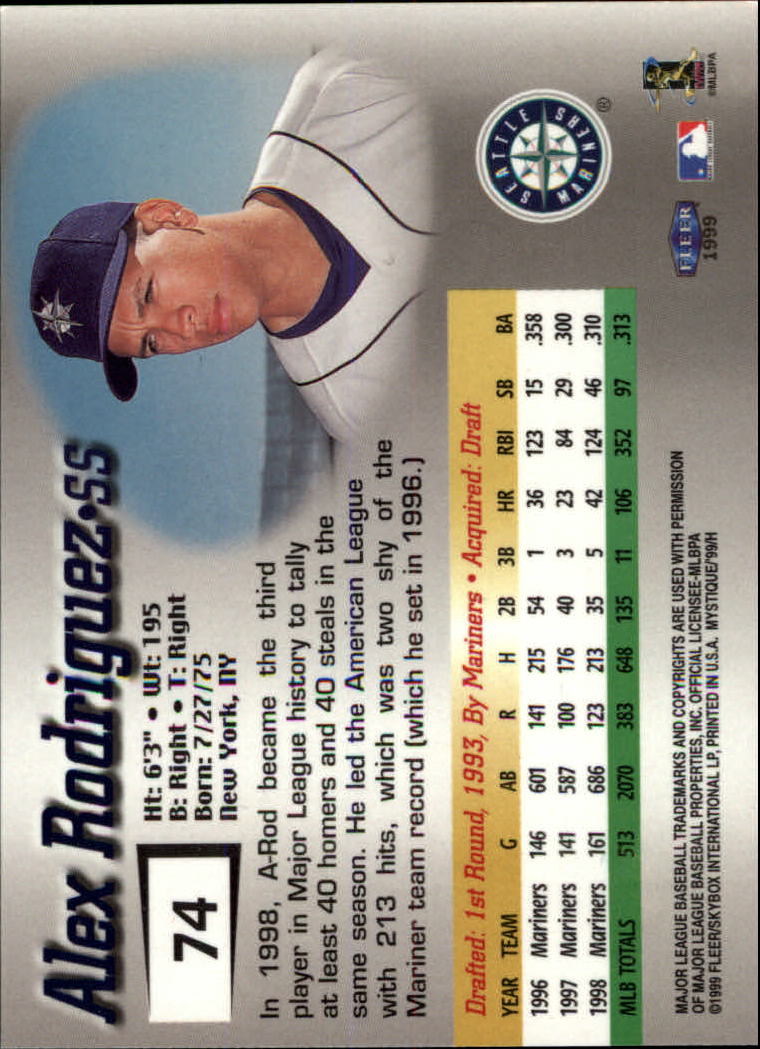 Alex Rodriguez•SS
74
Ht: 6'3" • Wt: 195
B: Right • T: Right
Born: 7/27/75
New York, NY
In 1998, A-Rod became the third
player in Major League history to tally
at least 40 homers and 40 steals in the
same season. He led the American League
with 213 hits, which was two shy of the
Mariner team record (which he set in 1996.)
SEATTLE MARINERS ®
Drafted: 1st Round, 1993, By Mariners • Acquired: Draft
YEAR TEAM G AB R H 2B 3B HR RBI SB BA
1996 Mariners 146 601 141 215 54 1 36 123 15 .358
1997 Mariners 141 587 100 176 40 3 23 84 29 .300
1998 Mariners 161 686 123 213 35 5 42 124 46 .310
MLB TOTALS 513 2070 383 648 135 11 106 352 97 .313
MAJOR LEAGUE BASEBALL TRADEMARKS AND COPYRIGHTS ARE USED WITH PERMISSION
OF MAJOR LEAGUE BASEBALL PROPERTIES, INC. OFFICIAL LICENSEE-MLBPA
©1999 FLEER/SKYBOX INTERNATIONAL LP, PRINTED IN U.S.A. MYSTIQUE/99/H
FLEER
1999
©MLBPA